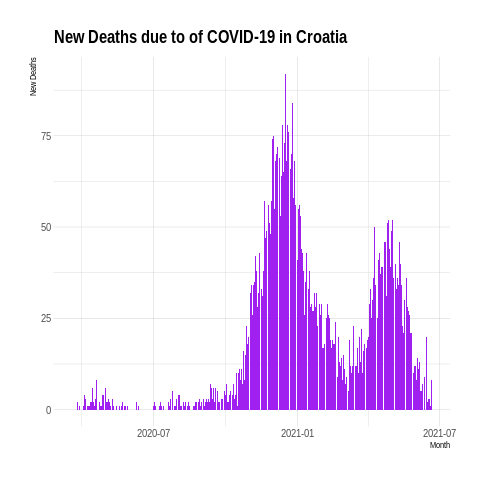 New Deaths due to of COVID-19 in Croatia
New Deaths
75
50
25
0
2020-07
2021-01
2021-07
Month